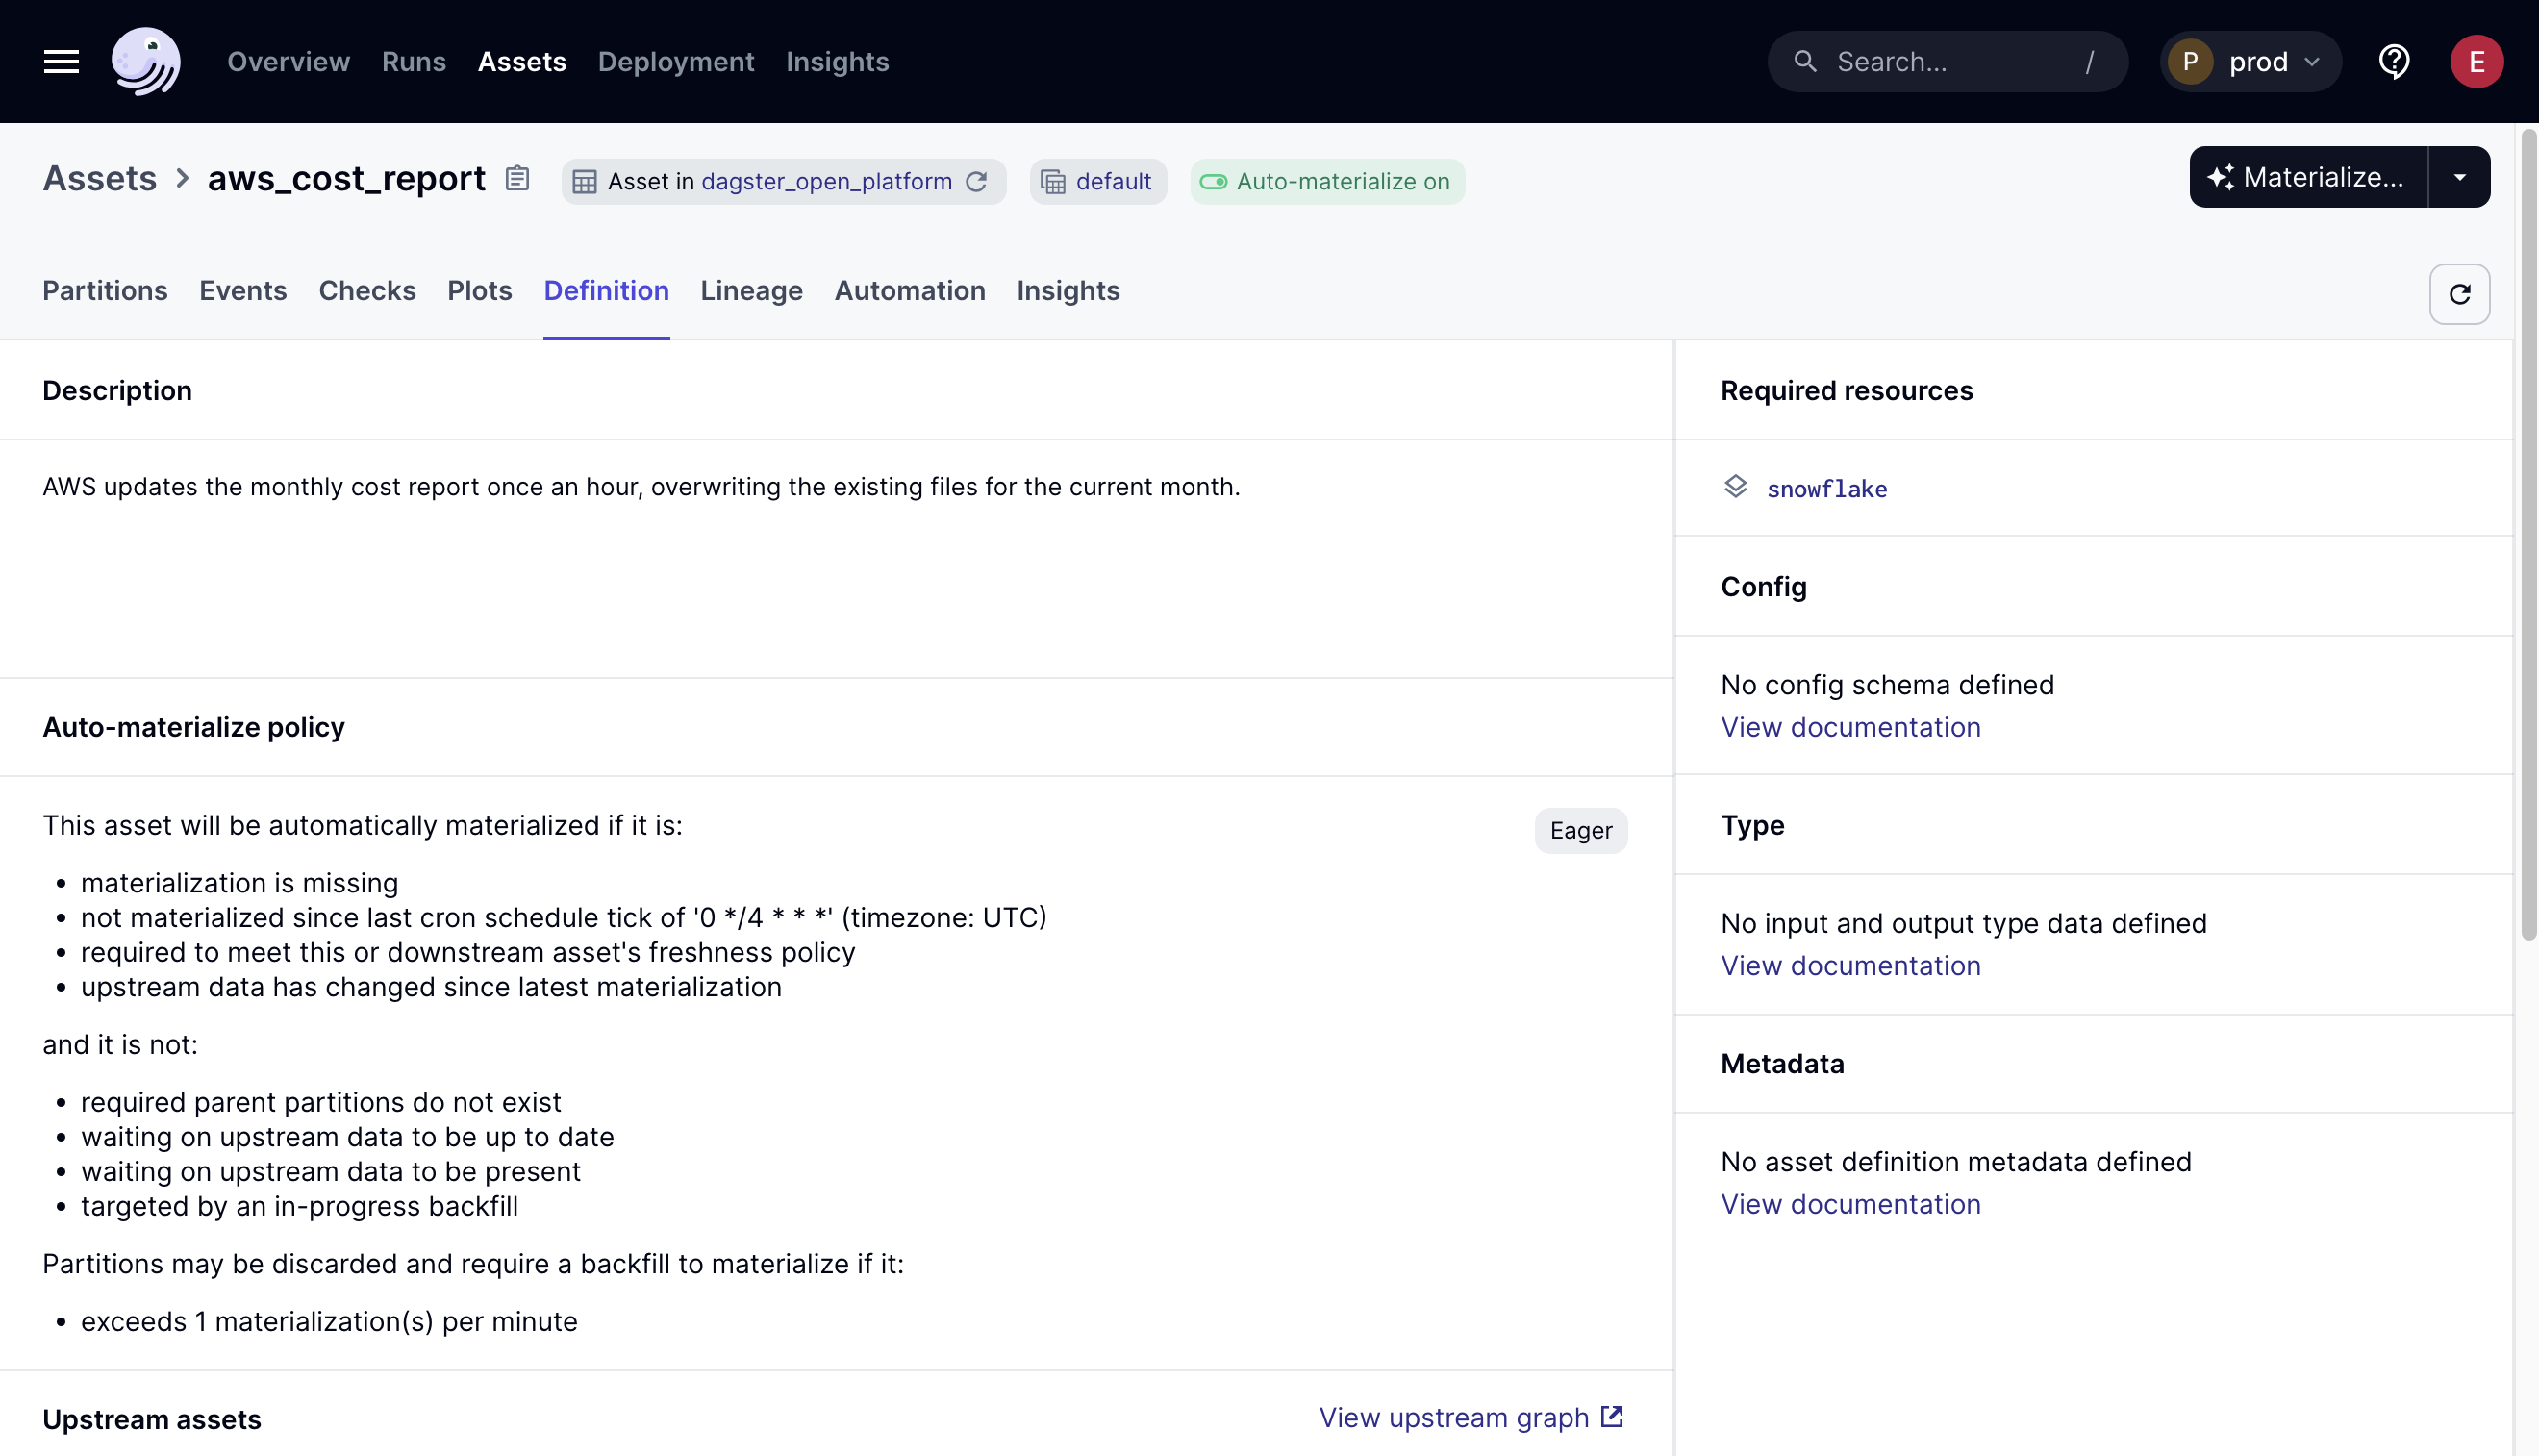 Overview Runs Assets Deployment Insights Search... / P prod E
Assets > aws_cost_report Asset in dagster_open_platform default Auto-materialize on Materialize...
Partitions Events Checks Plots Definition Lineage Automation Insights
Description
AWS updates the monthly cost report once an hour, overwriting the existing files for the current month.
Auto-materialize policy
This asset will be automatically materialized if it is: Eager
• materialization is missing
• not materialized since last cron schedule tick of '0 */4 * * *' (timezone: UTC)
• required to meet this or downstream asset's freshness policy
• upstream data has changed since latest materialization
and it is not:
• required parent partitions do not exist
• waiting on upstream data to be up to date
• waiting on upstream data to be present
• targeted by an in-progress backfill
Partitions may be discarded and require a backfill to materialize if it:
• exceeds 1 materialization(s) per minute
Upstream assets View upstream graph
Required resources
snowflake
Config
No config schema defined
View documentation
Type
No input and output type data defined
View documentation
Metadata
No asset definition metadata defined
View documentation